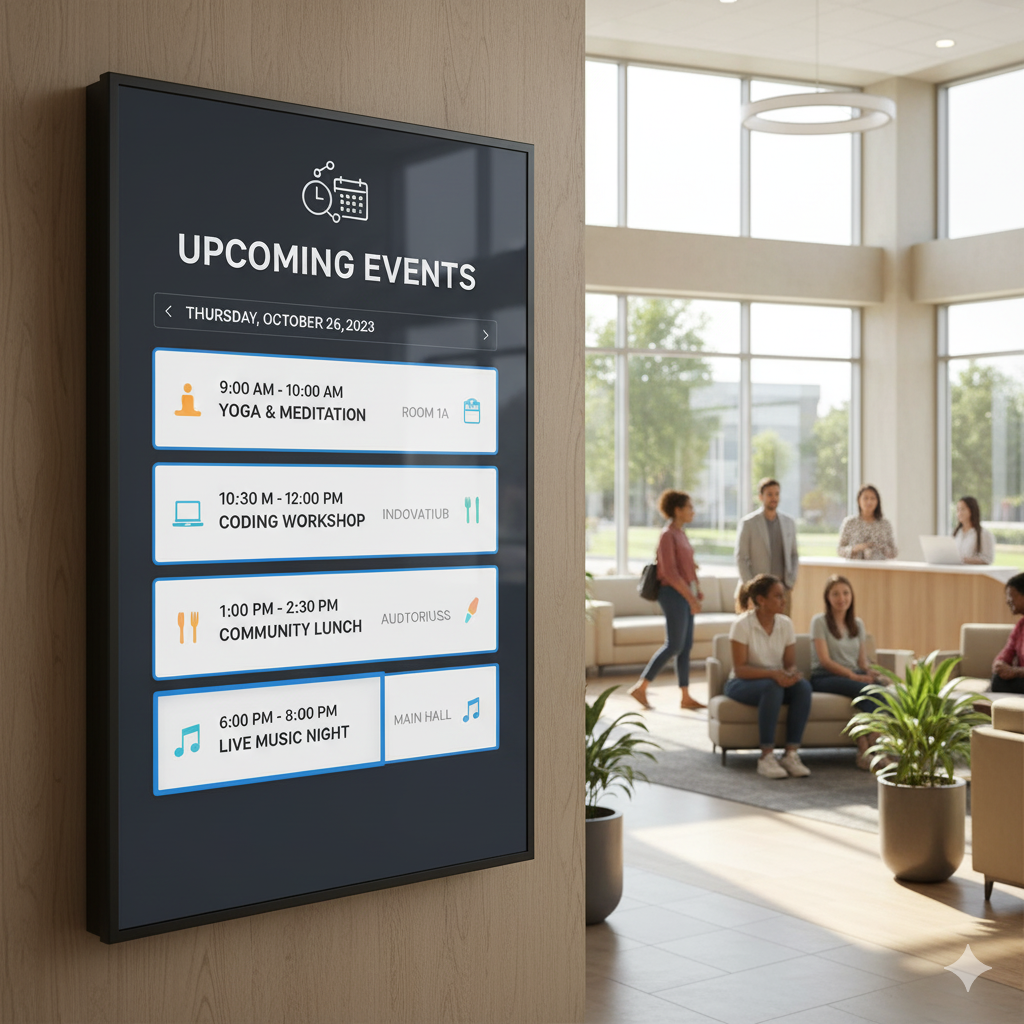 UPCOMING EVENTS
THURSDAY, OCTOBER 26, 2023
9:00 AM - 10:00 AM
YOGA & MEDITATION
ROOM 1A
10:30 M - 12:00 PM
CODING WORKSHOP
INDOVATIUB
1:00 PM - 2:30 PM
COMMUNITY LUNCH
AUDTORIUSS
6:00 PM - 8:00 PM
LIVE MUSIC NIGHT
MAIN HALL